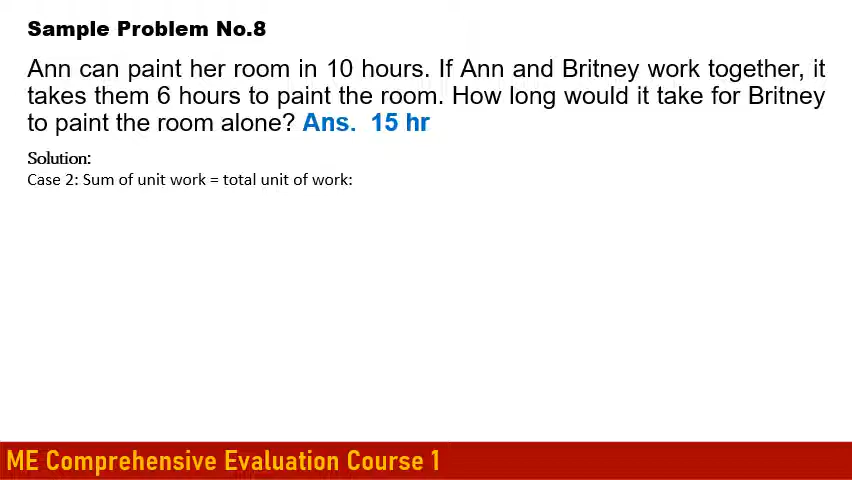 Sample Problem No.8
Ann can paint her room in 10 hours. If Ann and Britney work together, it
takes them 6 hours to paint the room. How long would it take for Britney
to paint the room alone? Ans. 15 hr
Solution:
Case 2: Sum of unit work = total unit of work:
ME Comprehensive Evaluation Course 1